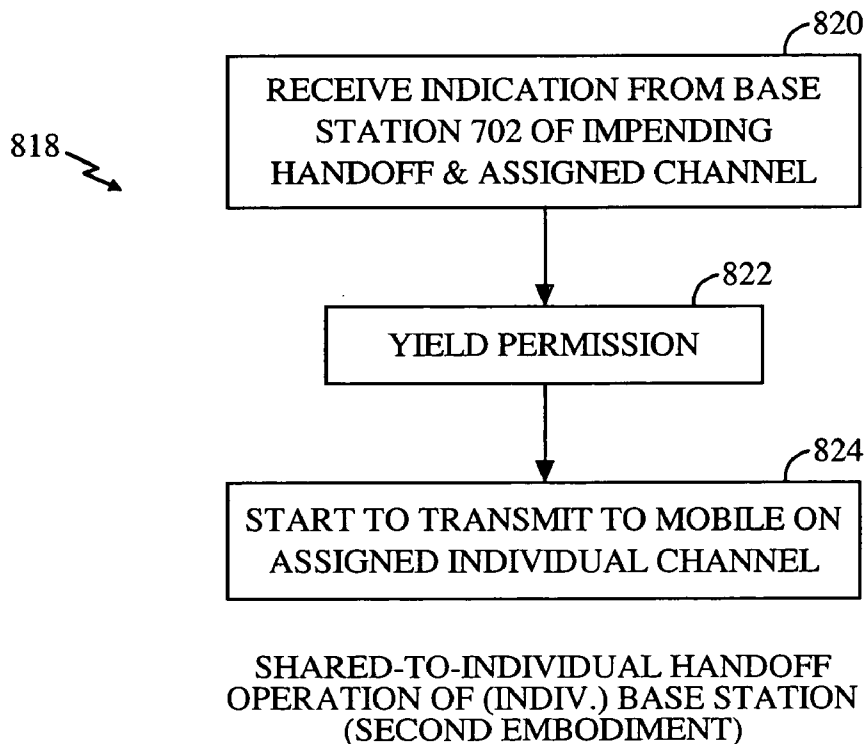 820
RECEIVE INDICATION FROM BASE
STATION 702 OF IMPENDING
HANDOFF & ASSIGNED CHANNEL
818
822
YIELD PERMISSION
824
START TO TRANSMIT TO MOBILE ON
ASSIGNED INDIVIDUAL CHANNEL
SHARED-TO-INDIVIDUAL HANDOFF
OPERATION OF (INDIV.) BASE STATION
(SECOND EMBODIMENT)